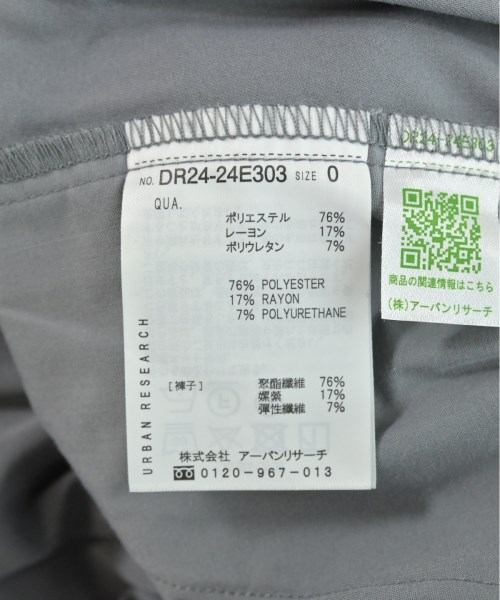 NO. DR24-24E303 SIZE 0
QUA.
ポリエステル 76%
レーヨン 17%
ポリウレタン 7%
76% POLYESTER
17% RAYON
7% POLYURETHANE
URBAN RESEARCH
[褲子]
聚酯纖維 76%
嫘縈 17%
彈性纖維 7%
株式会社 アーバンリサーチ
0120-967-013
DR24-24E303
商品の関連情報はこちら
(株)アーバンリサーチ